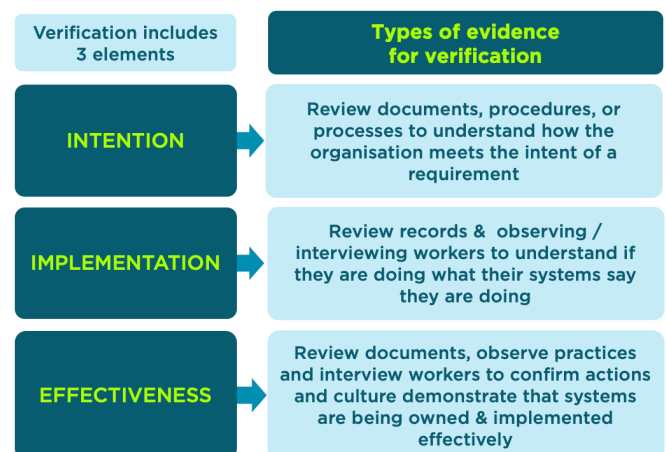 Verification includes
3 elements
Types of evidence
for verification
INTENTION
Review documents, procedures, or
processes to understand how the
organisation meets the intent of a
requirement
IMPLEMENTATION
Review records & observing /
interviewing workers to understand if
they are doing what their systems say
they are doing
EFFECTIVENESS
Review documents, observe practices
and interview workers to confirm actions
and culture demonstrate that systems
are being owned & implemented
effectively